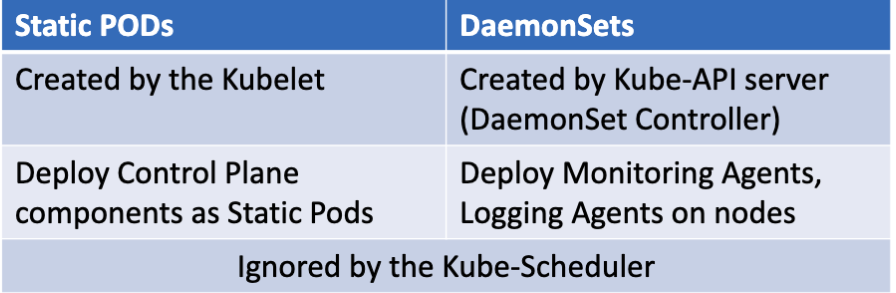 Static PODs
DaemonSets
Created by the Kubelet
Created by Kube-API server
(DaemonSet Controller)
Deploy Control Plane
components as Static Pods
Deploy Monitoring Agents,
Logging Agents on nodes
Ignored by the Kube-Scheduler